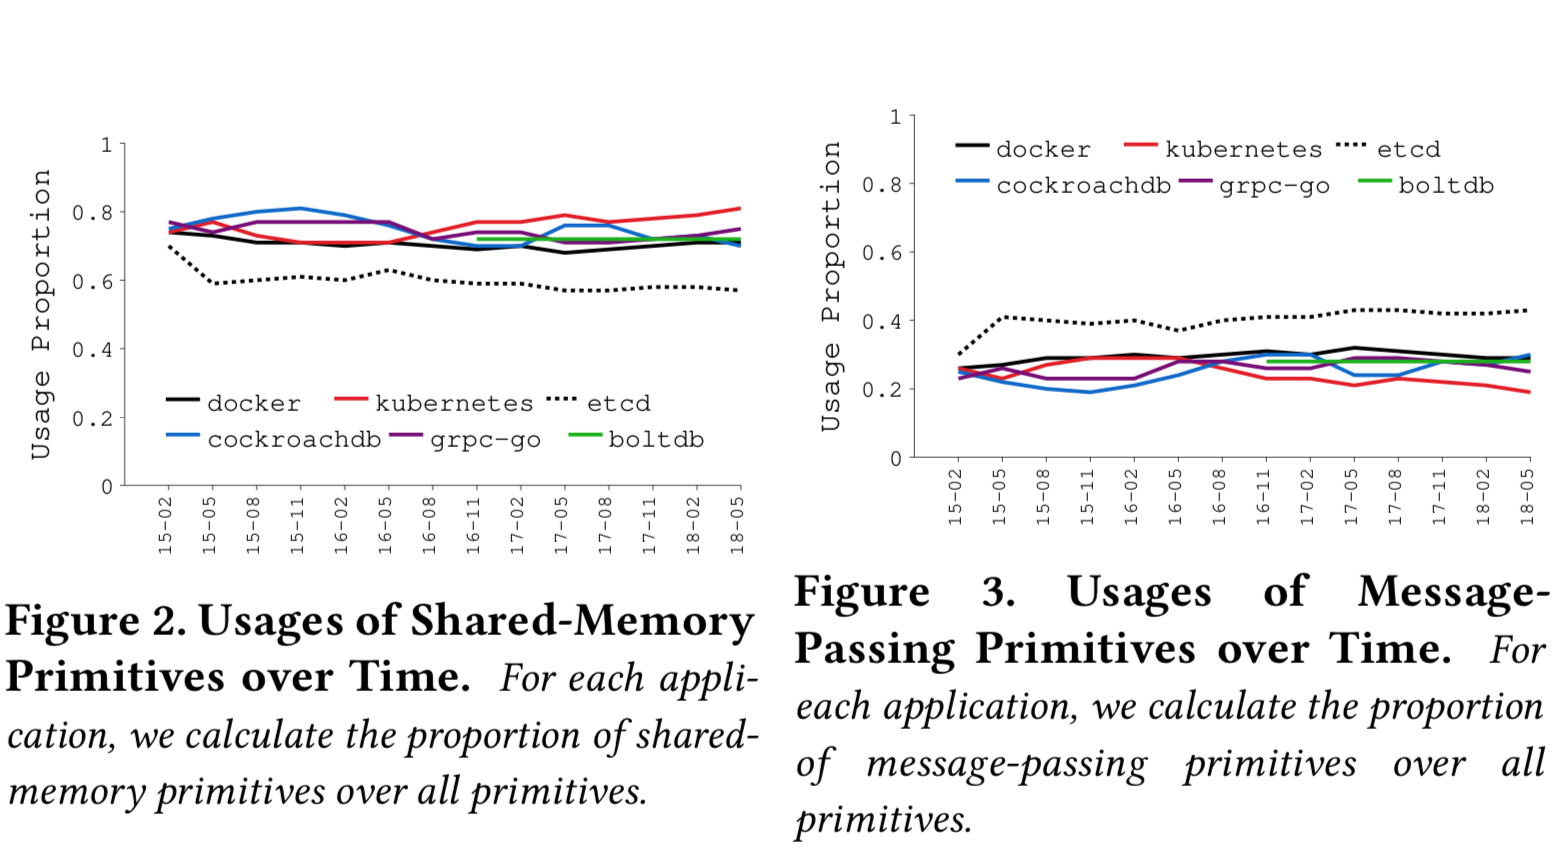 1
0.8
0.6
0.4
0.2
0
Usage Proportion
docker kubernetes etcd
cockroachdb grpc-go boltdb
15-02 15-05 15-08 15-11 16-02 16-05 16-08 16-11 17-02 17-05 17-08 17-11 18-02 18-05
Figure 2. Usages of Shared-Memory
Primitives over Time. For each appli-
cation, we calculate the proportion of shared-
memory primitives over all primitives.
1
0.8
0.6
0.4
0.2
0
Usage Proportion
docker kubernetes etcd
cockroachdb grpc-go boltdb
15-02 15-05 15-08 15-11 16-02 16-05 16-08 16-11 17-02 17-05 17-08 17-11 18-02 18-05
Figure 3. Usages of Message-
Passing Primitives over Time. For
each application, we calculate the proportion
of message-passing primitives over all
primitives.